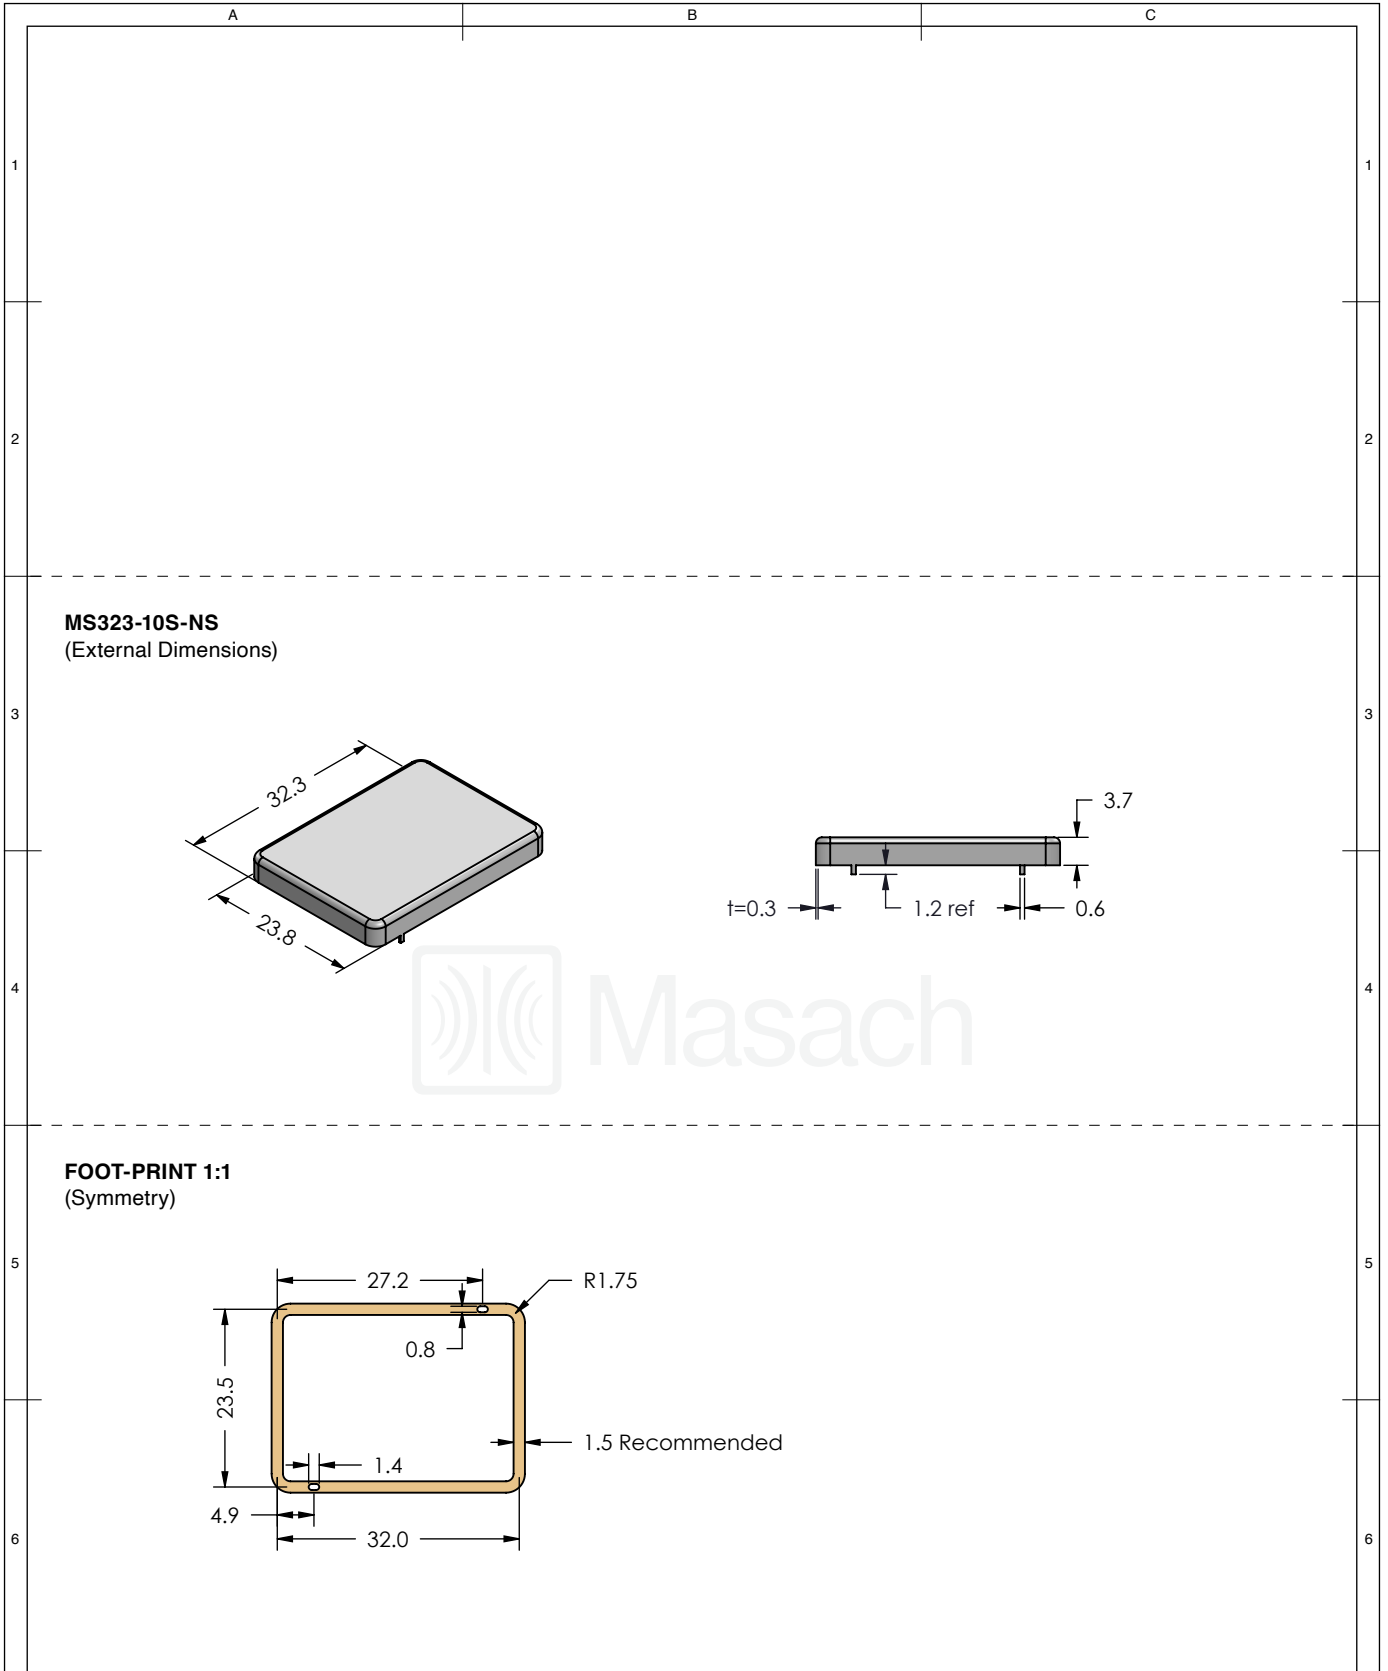 A B C
1 1
2 2
MS323-10S-NS
(External Dimensions)
3 3
32.3
3.7
23.8
t=0.3
1.2 ref
0.6
4 4
Masach
FOOT-PRINT 1:1
(Symmetry)
5 5
27.2
R1.75
0.8
23.5
1.5 Recommended
1.4
4.9
32.0
6 6